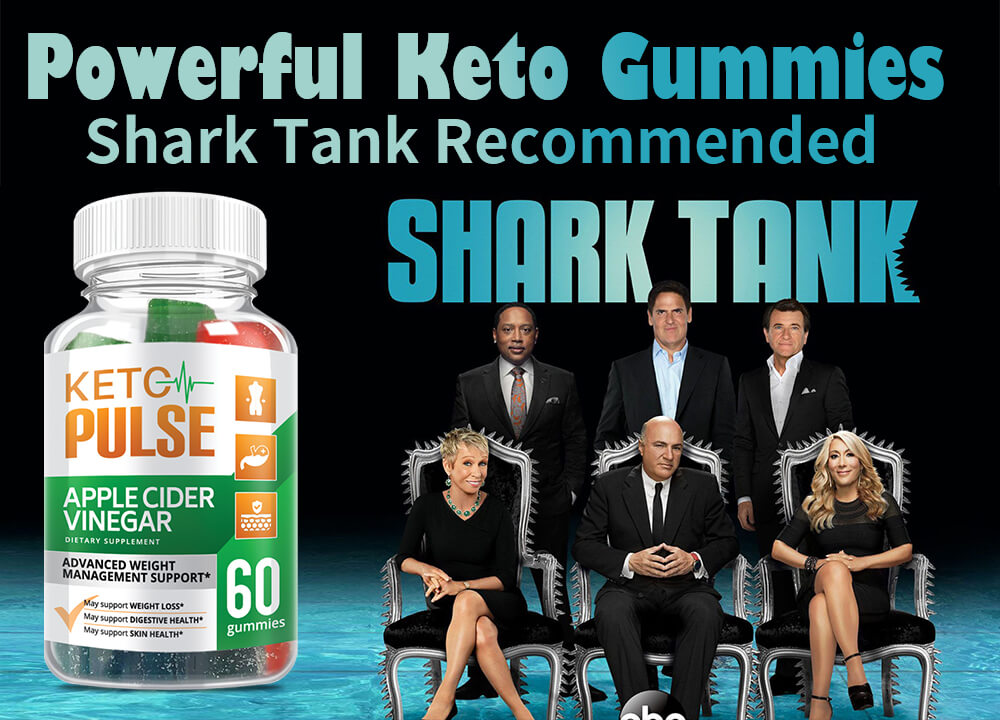 Powerful Keto Gummies
Shark Tank Recommended
SHARK TANK
KETO
PULSE
APPLE CIDER
VINEGAR
DIETARY SUPPLEMENT
ADVANCED WEIGHT
MANAGEMENT SUPPORT*
May support WEIGHT LOSS*
May support DIGESTIVE HEALTH*
May support SKIN HEALTH*
60
gummies
abc